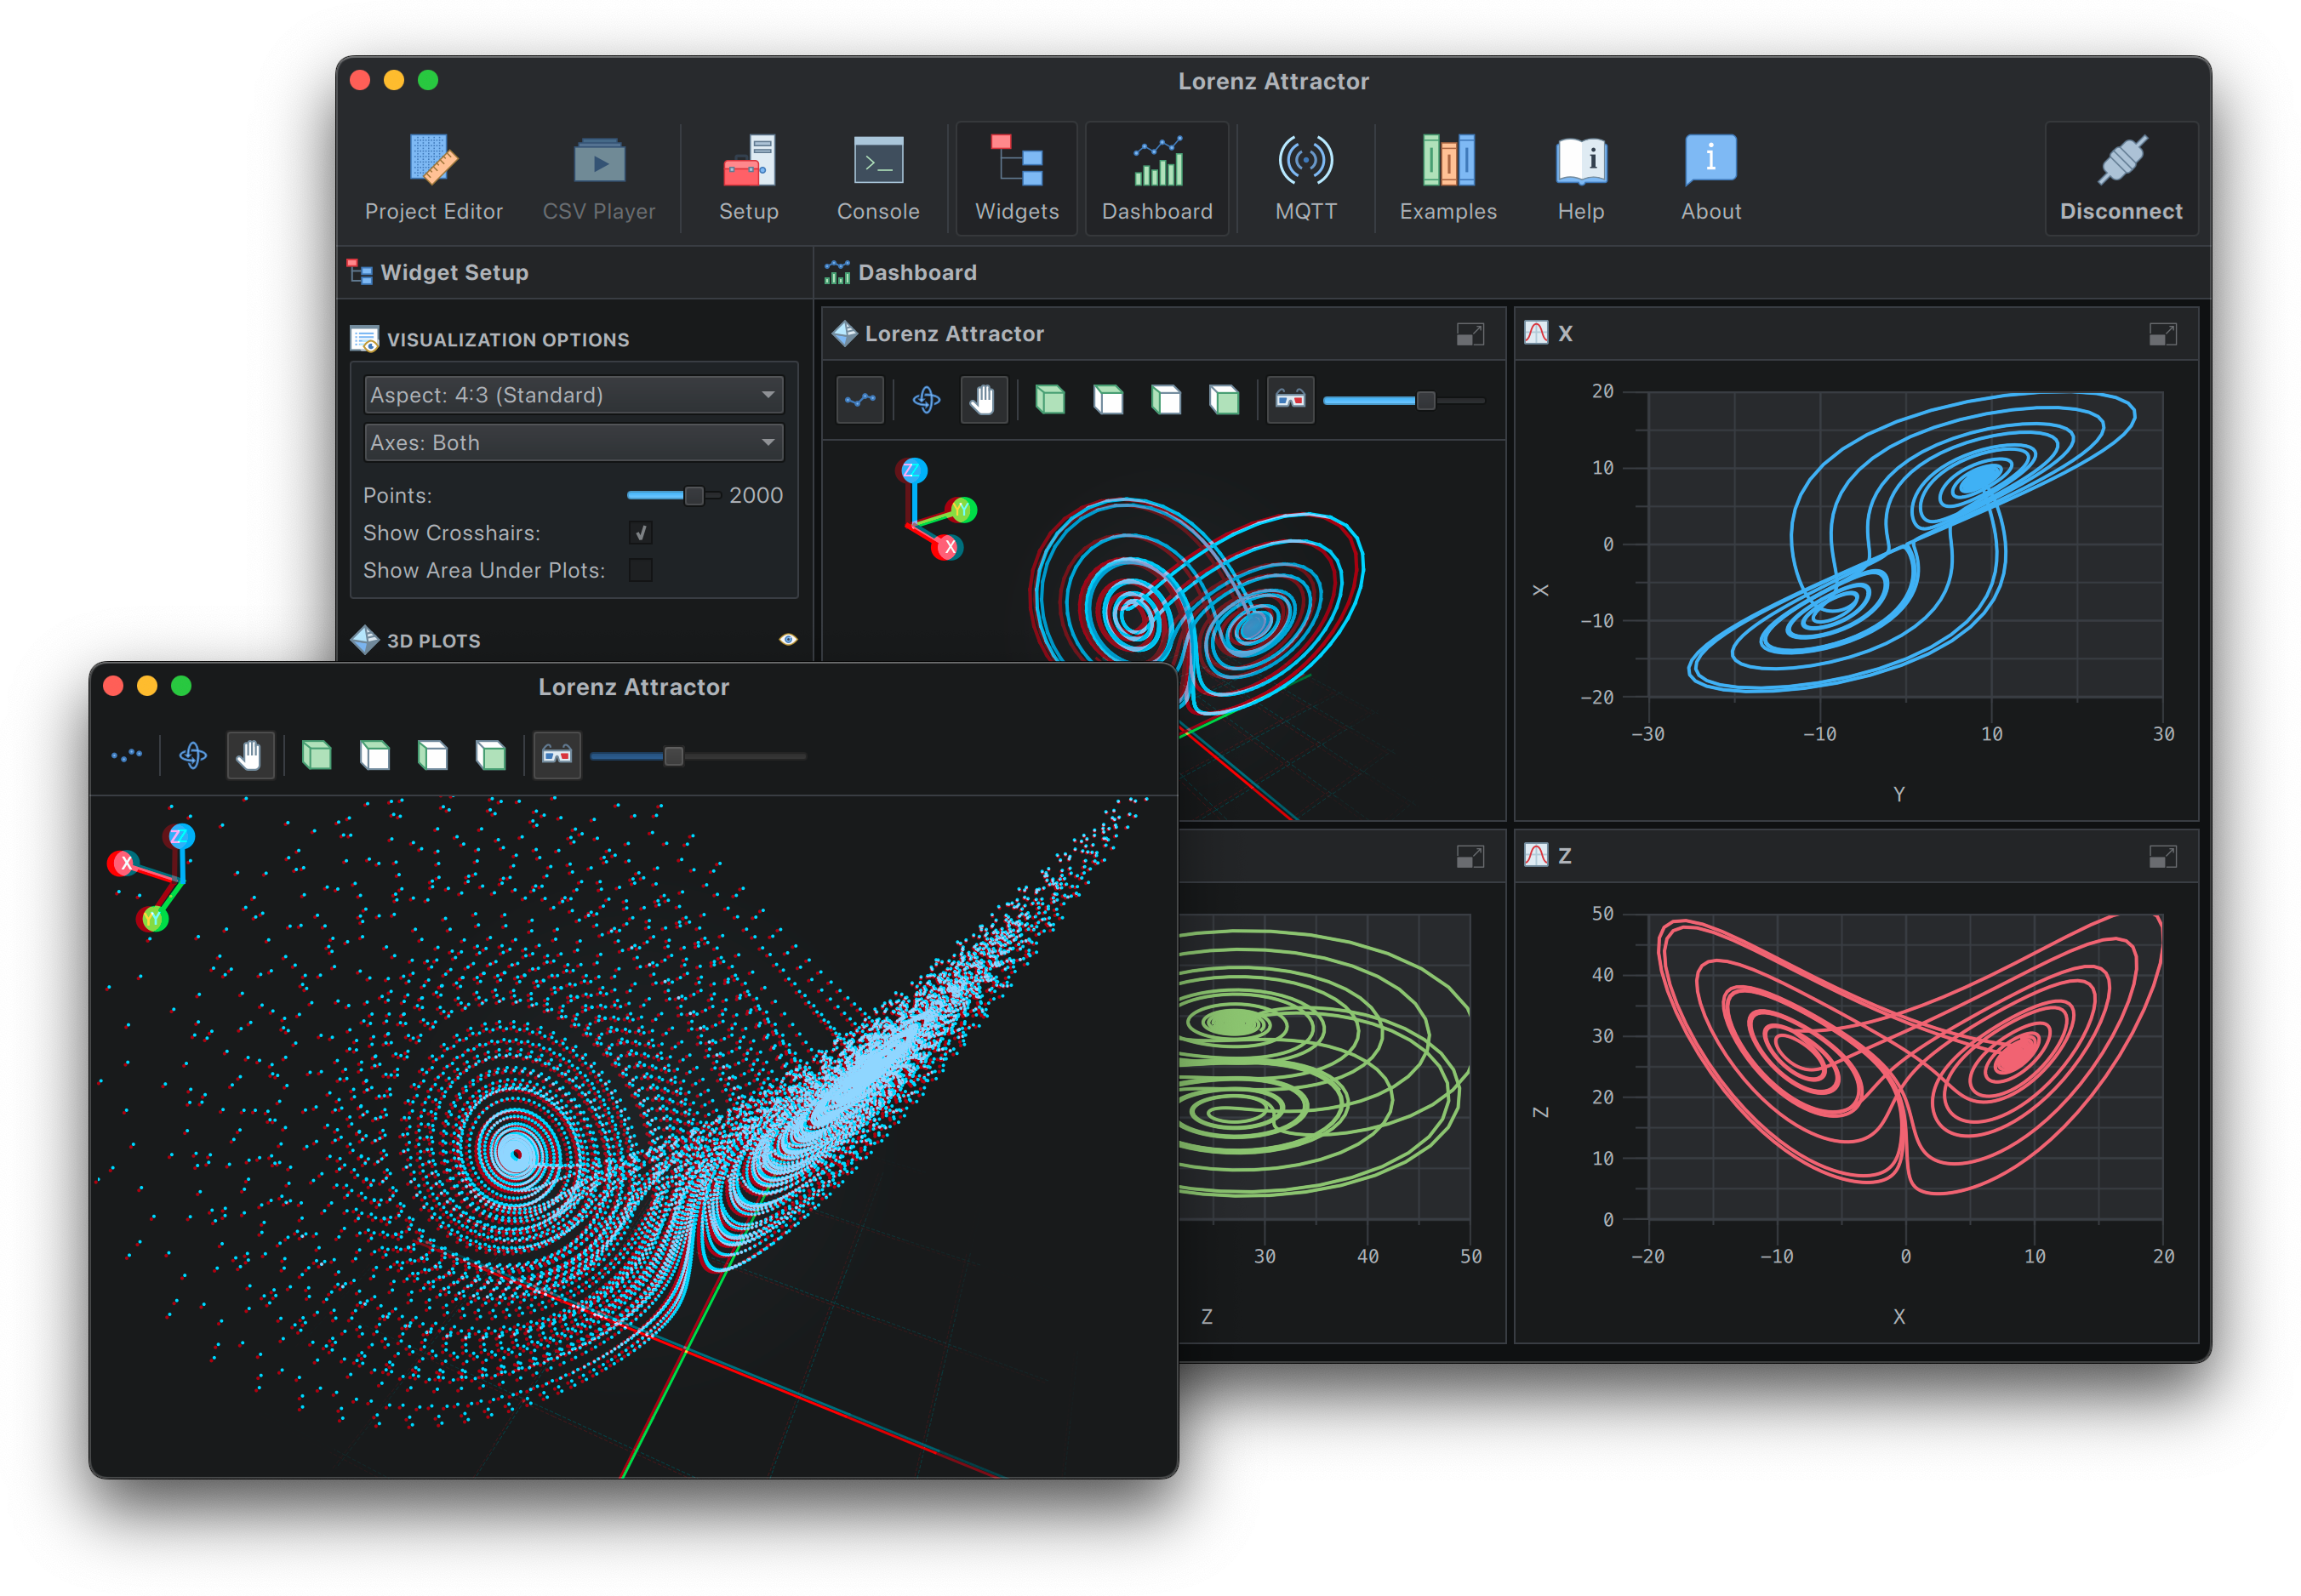 Lorenz Attractor
Project Editor
CSV Player
Setup
Console
Widgets
Dashboard
MQTT
Examples
Help
About
Disconnect
Widget Setup
Dashboard
VISUALIZATION OPTIONS
Aspect: 4:3 (Standard)
Axes: Both
Points: 2000
Show Crosshairs:
Show Area Under Plots:
3D PLOTS
Lorenz Attractor
Z
Y
X
X
20
10
0
−10
−20
X
−30 −10 10 30
Y
30 40 50
Z
Z
50
40
30
20
10
0
Z
−20 −10 0 10 20
X
Lorenz Attractor
Z
X
Y